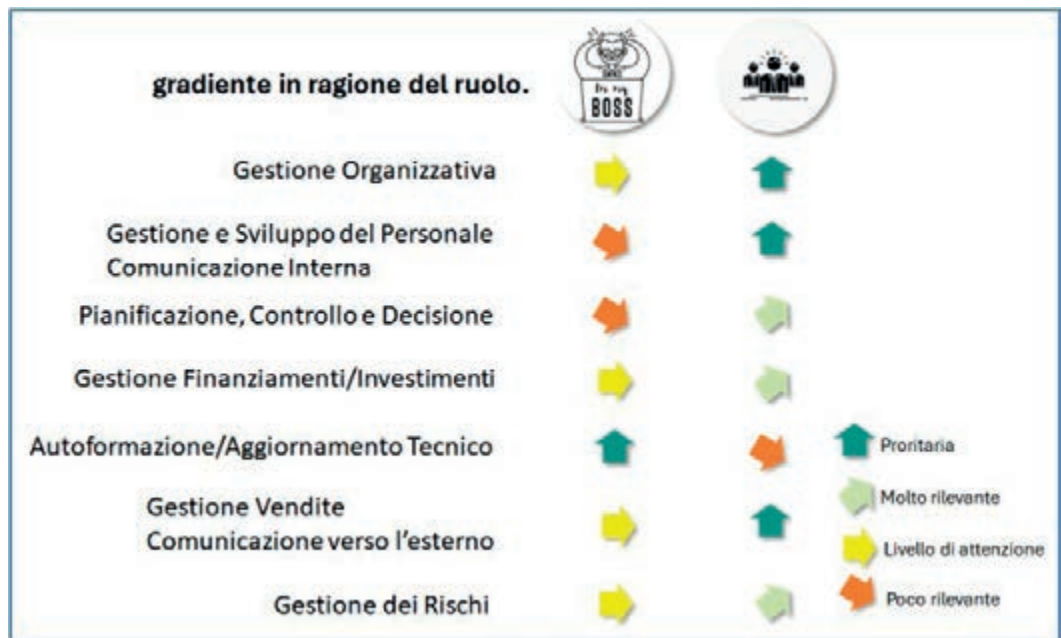 gradiente in ragione del ruolo.
I'm my
BOSS
Gestione Organizzativa
Gestione e Sviluppo del Personale
Comunicazione Interna
Pianificazione, Controllo e Decisione
Gestione Finanziamenti/Investimenti
Autoformazione/Aggiornamento Tecnico
Gestione Vendite
Comunicazione verso l'esterno
Gestione dei Rischi
Proritaria
Molto rilevante
Livello di attenzione
Poco rilevante